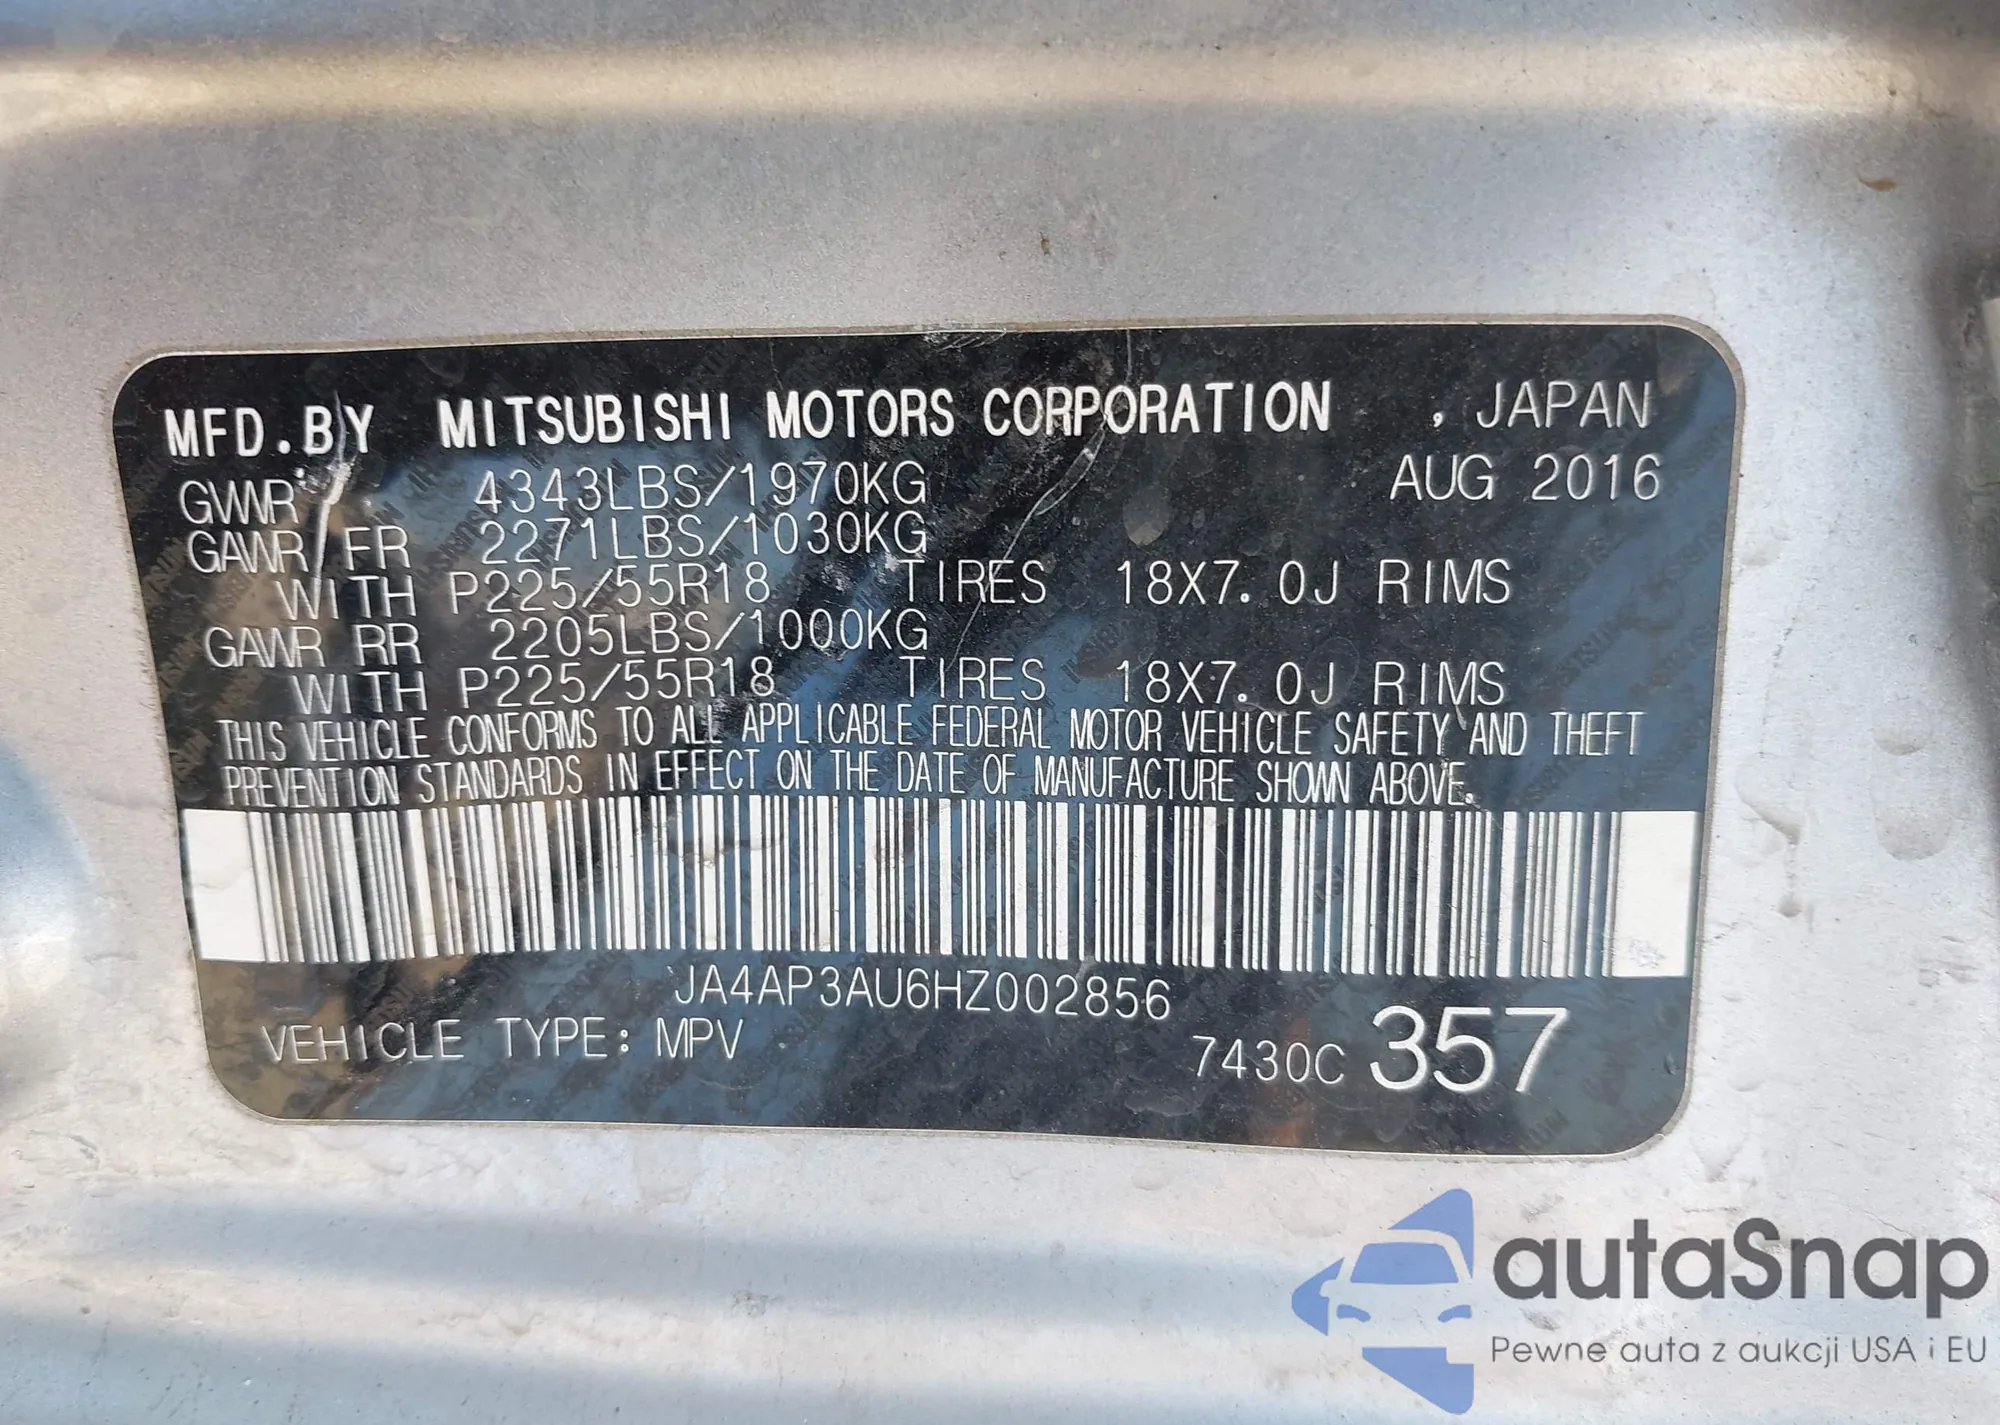 MFD.BY MITSUBISHI MOTORS CORPORATION , JAPAN
GVWR 4343LBS/1970KG AUG 2016
GAWR FR 2271LBS/1030KG
WITH P225/55R18 TIRES 18X7.0J RIMS
GAWR RR 2205LBS/1000KG
WITH P225/55R18 TIRES 18X7.0J RIMS
THIS VEHICLE CONFORMS TO ALL APPLICABLE FEDERAL MOTOR VEHICLE SAFETY AND THEFT
PREVENTION STANDARDS IN EFFECT ON THE DATE OF MANUFACTURE SHOWN ABOVE.
JA4AP3AU6HZ002856
VEHICLE TYPE: MPV 7430C 357
autaSnap
Pewne auta z aukcji USA i EU